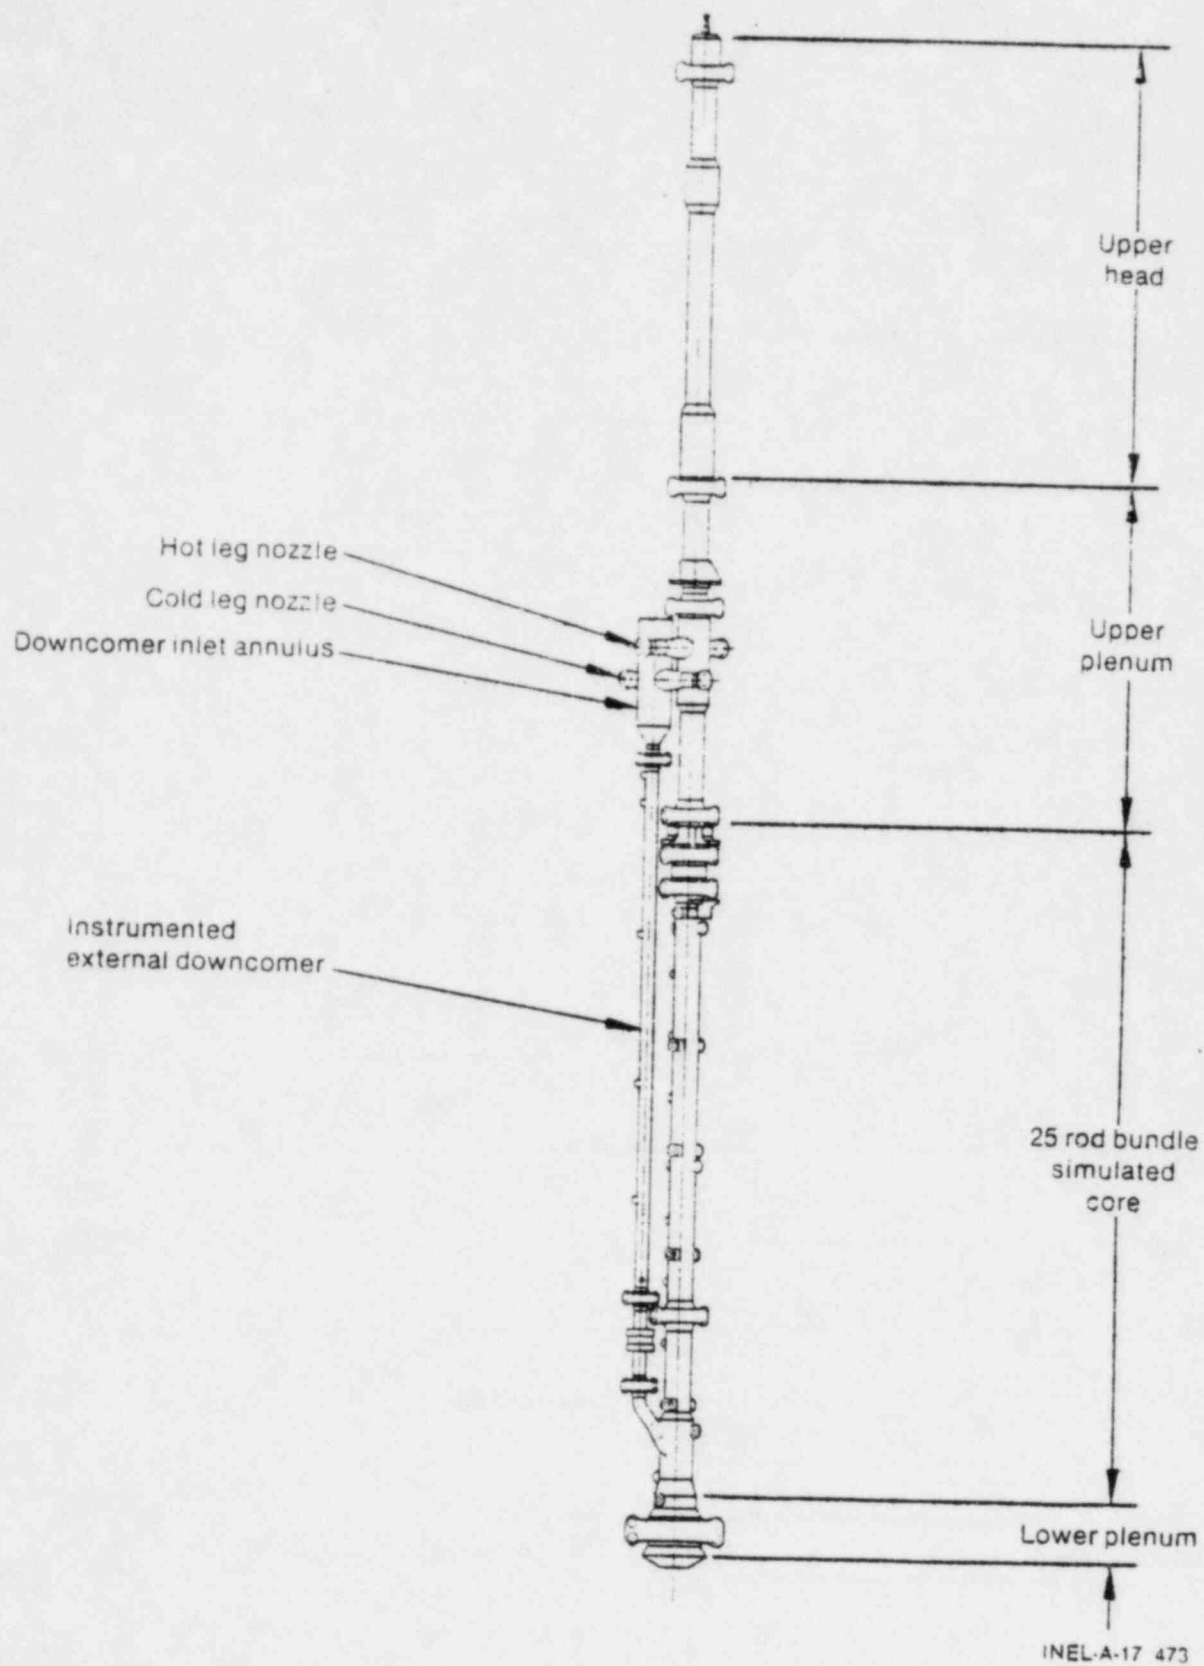 Upper
head
Hot leg nozzle
Cold leg nozzle
Downcomer inlet annulus
Upper
plenum
Instrumented
external downcomer
25 rod bundle
simulated
core
Lower plenum
INEL-A-17 473